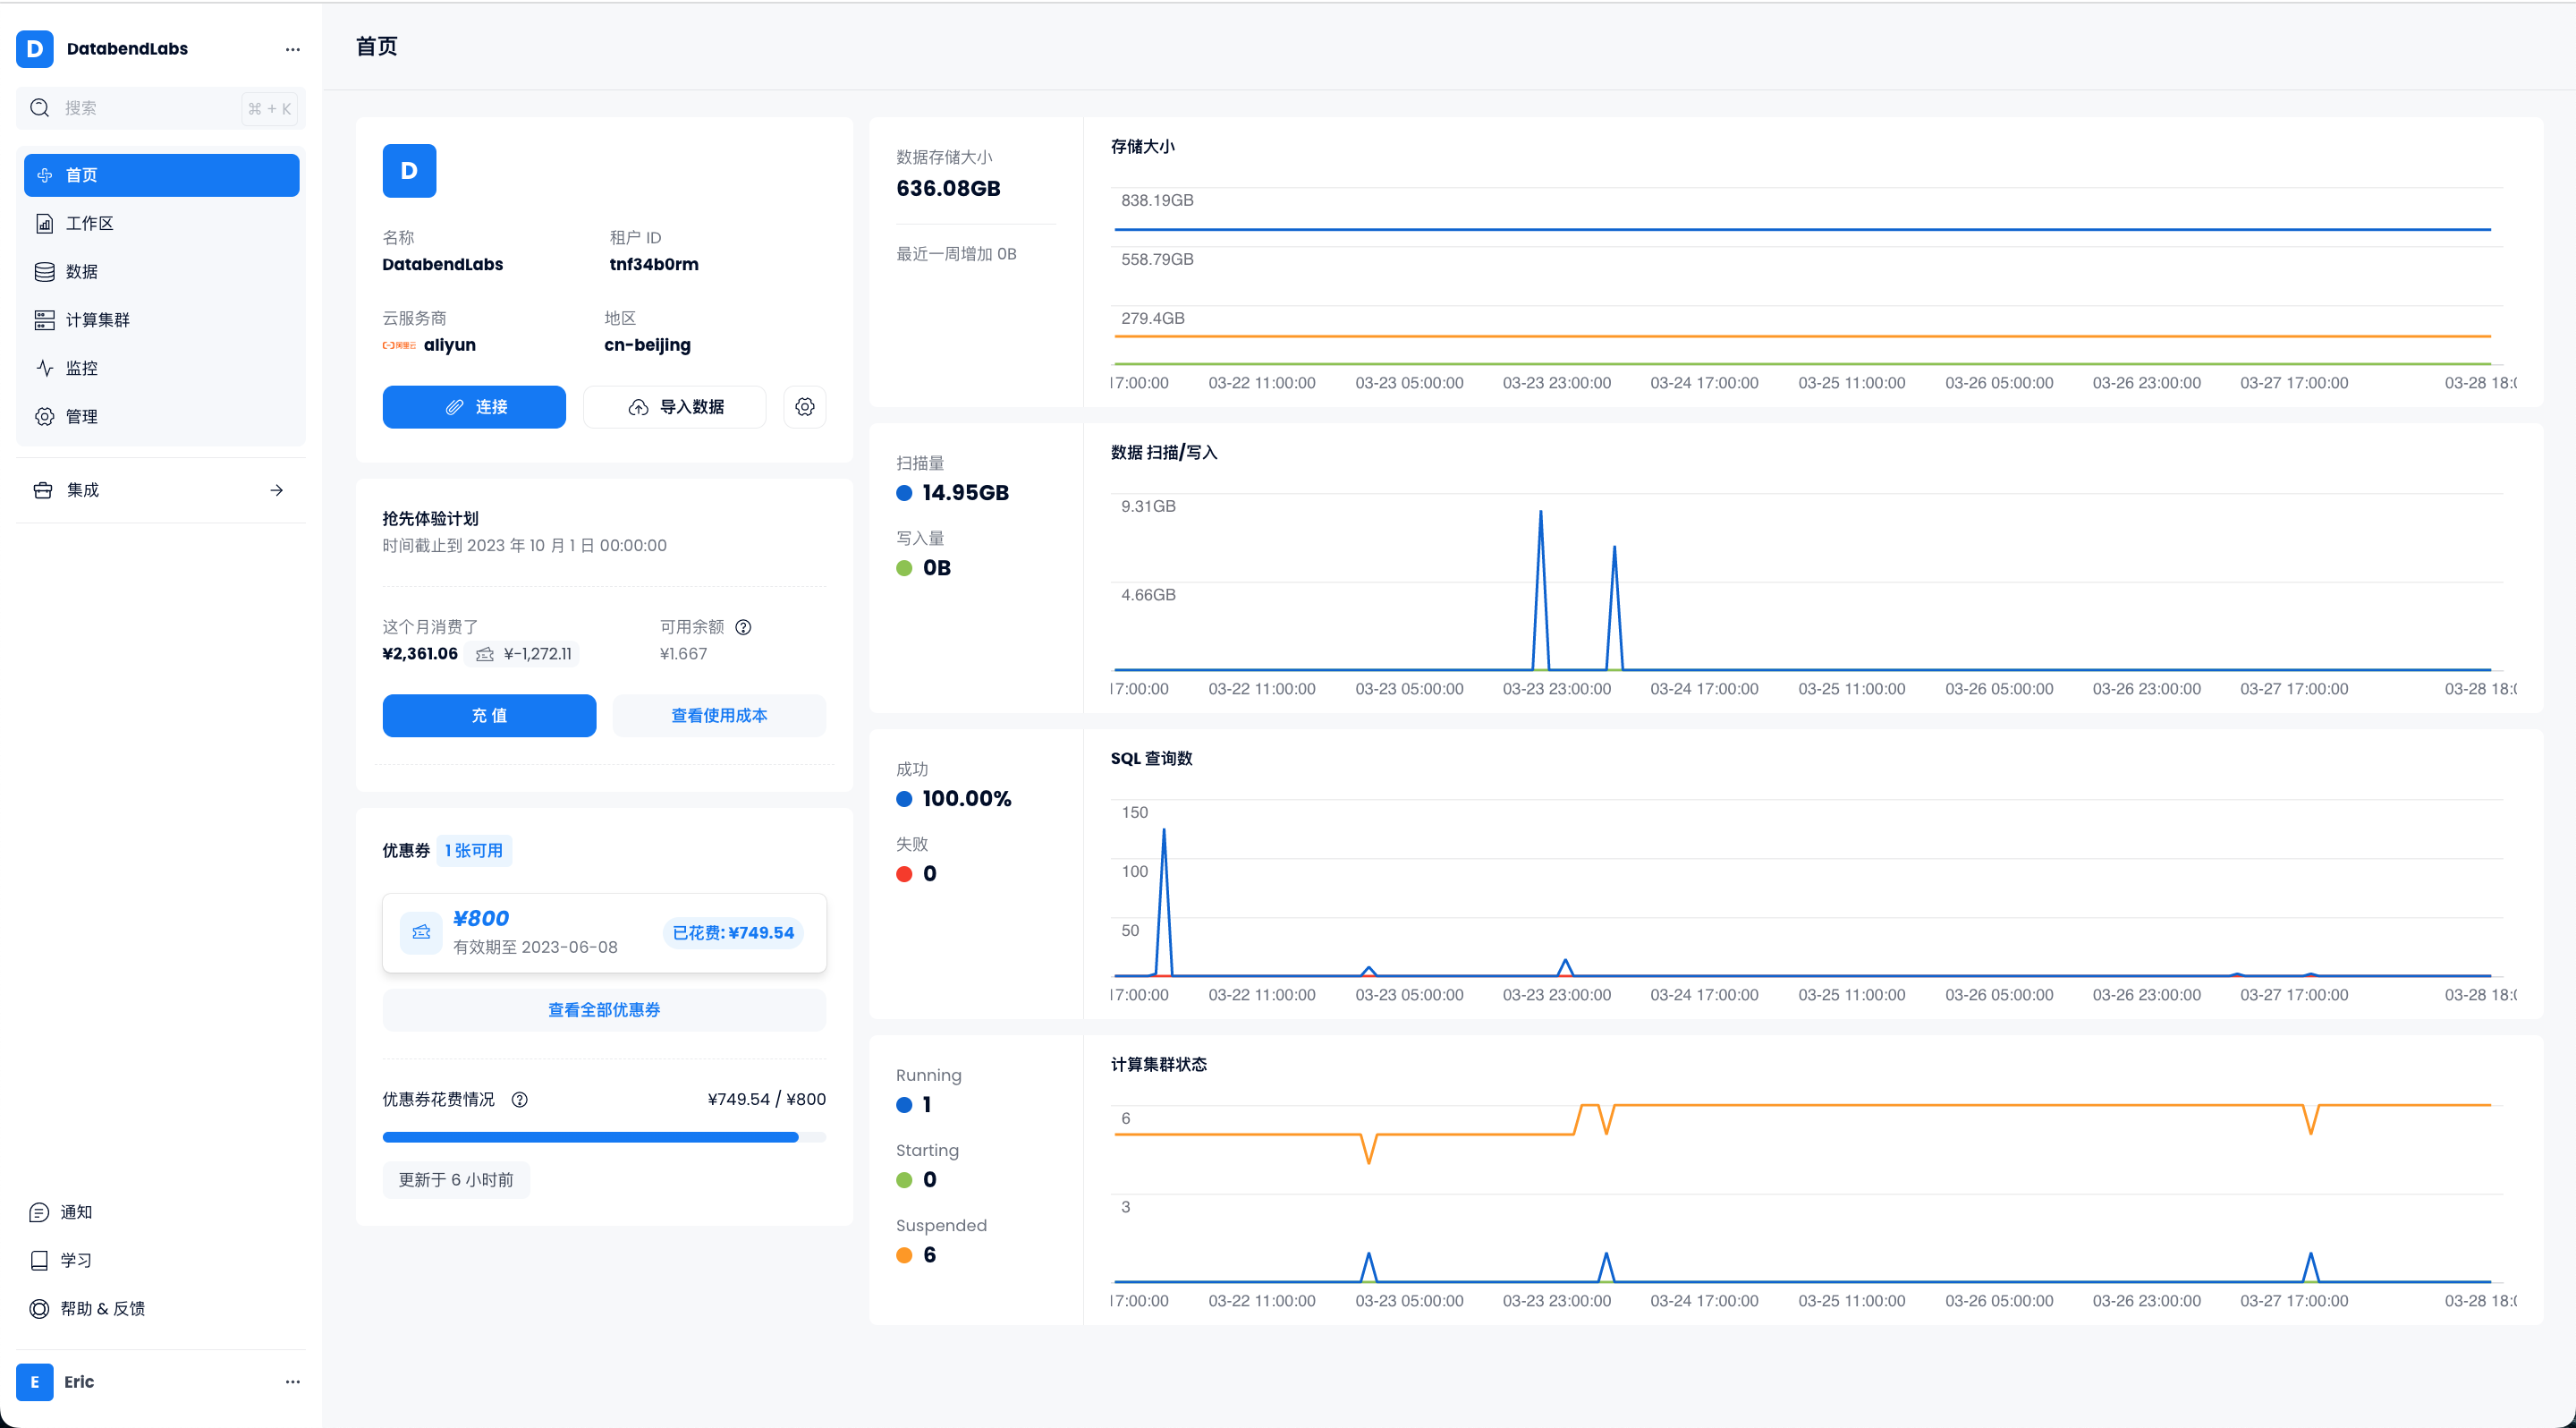 D DatabendLabs ...
搜索 ⌘ + K
首页
工作区
数据
计算集群
监控
管理
集成
通知
学习
帮助 & 反馈
E Eric ...
首页
D
名称 租户 ID
DatabendLabs tnf34b0rm
云服务商 地区
阿里云 aliyun cn-beijing
连接 导入数据
抢先体验计划
时间截止到 2023 年 10 月 1 日 00:00:00
这个月消费了 可用余额
¥2,361.06 ¥-1,272.11 ¥1.667
充 值 查看使用成本
优惠券 1 张可用
¥800
有效期至 2023-06-08
已花费: ¥749.54
查看全部优惠券
优惠券花费情况 ¥749.54 / ¥800
更新于 6 小时前
数据存储大小
636.08GB
最近一周增加 0B
存储大小
838.19GB
558.79GB
279.4GB
17:00:00 03-22 11:00:00 03-23 05:00:00 03-23 23:00:00 03-24 17:00:00 03-25 11:00:00 03-26 05:00:00 03-26 23:00:00 03-27 17:00:00 03-28 18:0
扫描量
14.95GB
写入量
0B
数据 扫描/写入
9.31GB
4.66GB
17:00:00 03-22 11:00:00 03-23 05:00:00 03-23 23:00:00 03-24 17:00:00 03-25 11:00:00 03-26 05:00:00 03-26 23:00:00 03-27 17:00:00 03-28 18:0
成功
100.00%
失败
0
SQL 查询数
150
100
50
17:00:00 03-22 11:00:00 03-23 05:00:00 03-23 23:00:00 03-24 17:00:00 03-25 11:00:00 03-26 05:00:00 03-26 23:00:00 03-27 17:00:00 03-28 18:0
Running
1
Starting
0
Suspended
6
计算集群状态
6
3
17:00:00 03-22 11:00:00 03-23 05:00:00 03-23 23:00:00 03-24 17:00:00 03-25 11:00:00 03-26 05:00:00 03-26 23:00:00 03-27 17:00:00 03-28 18:0